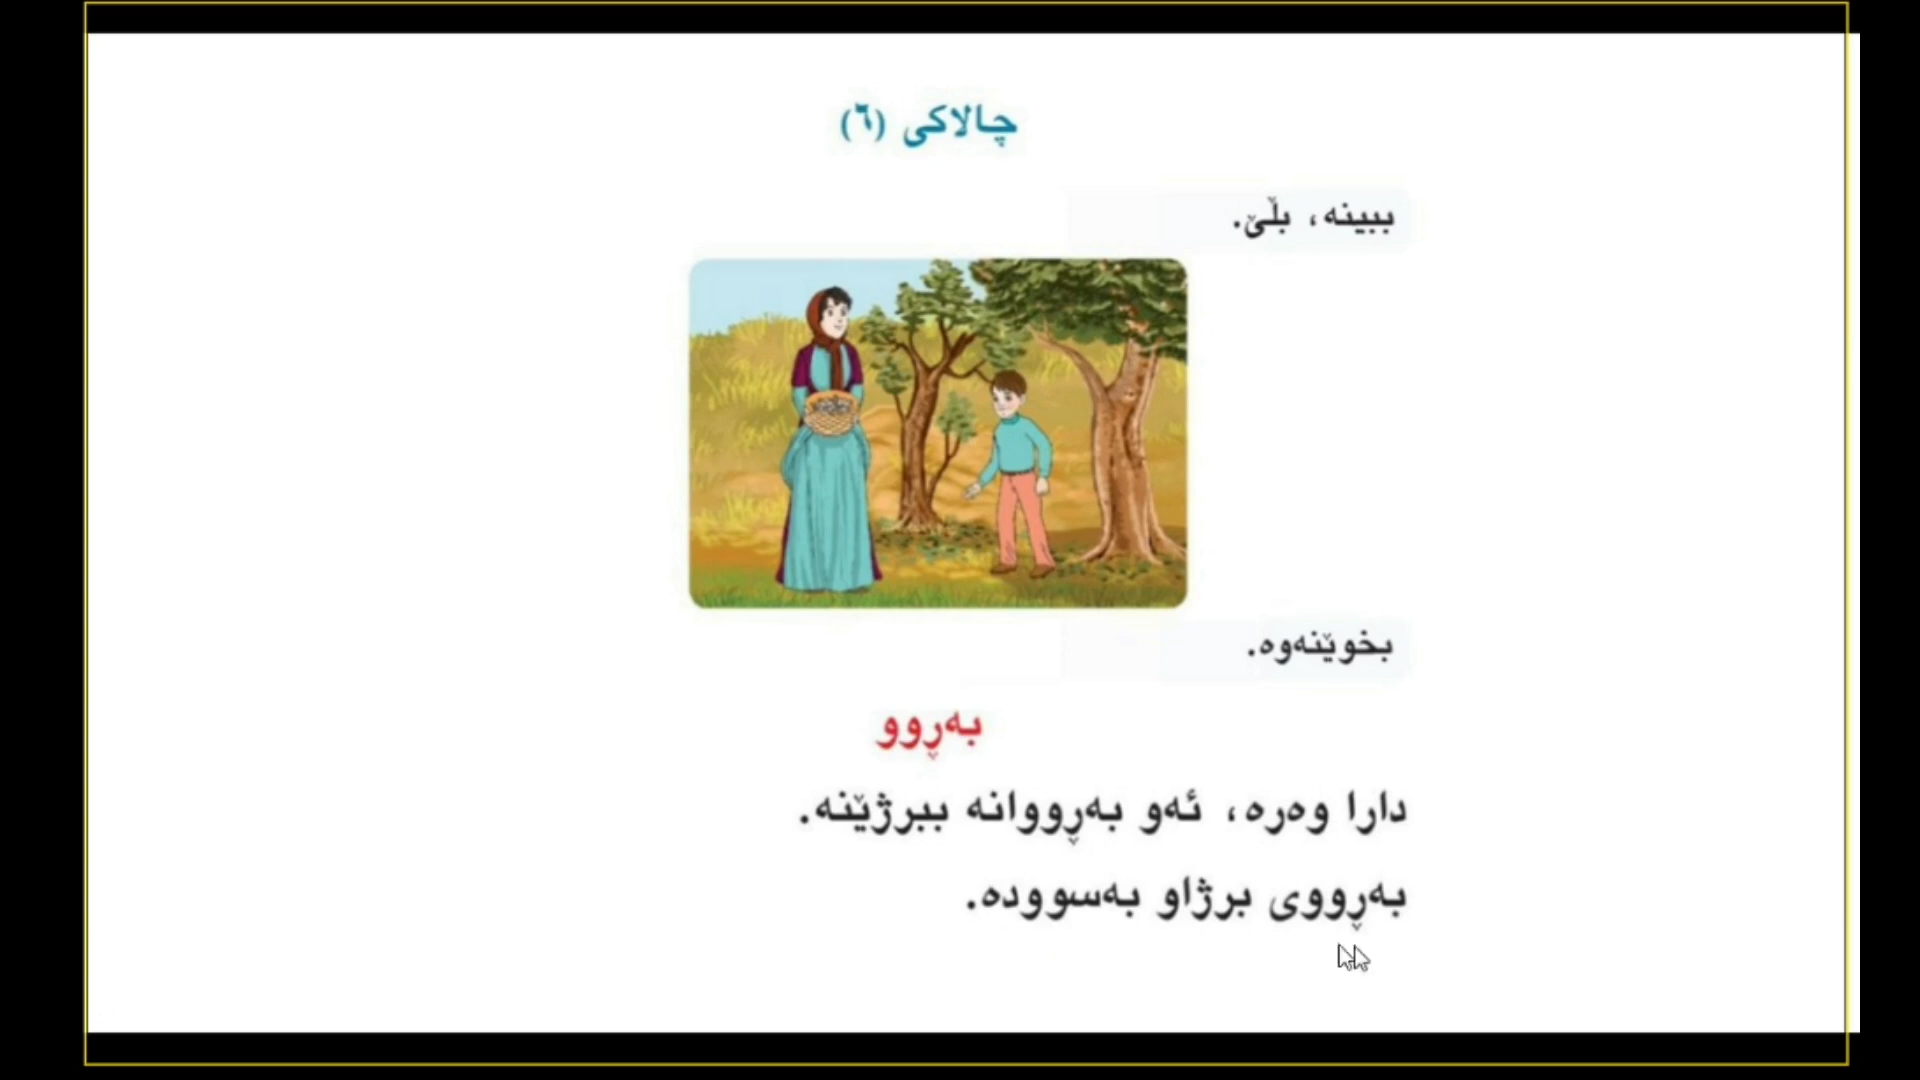 چالاکی (٦)
ببینە، بڵێ.
بخوێنەوە.
بەڕوو
دارا وەرە، ئەو بەڕووانە ببرژێنە.
بەڕووی برژاو بەسوودە.